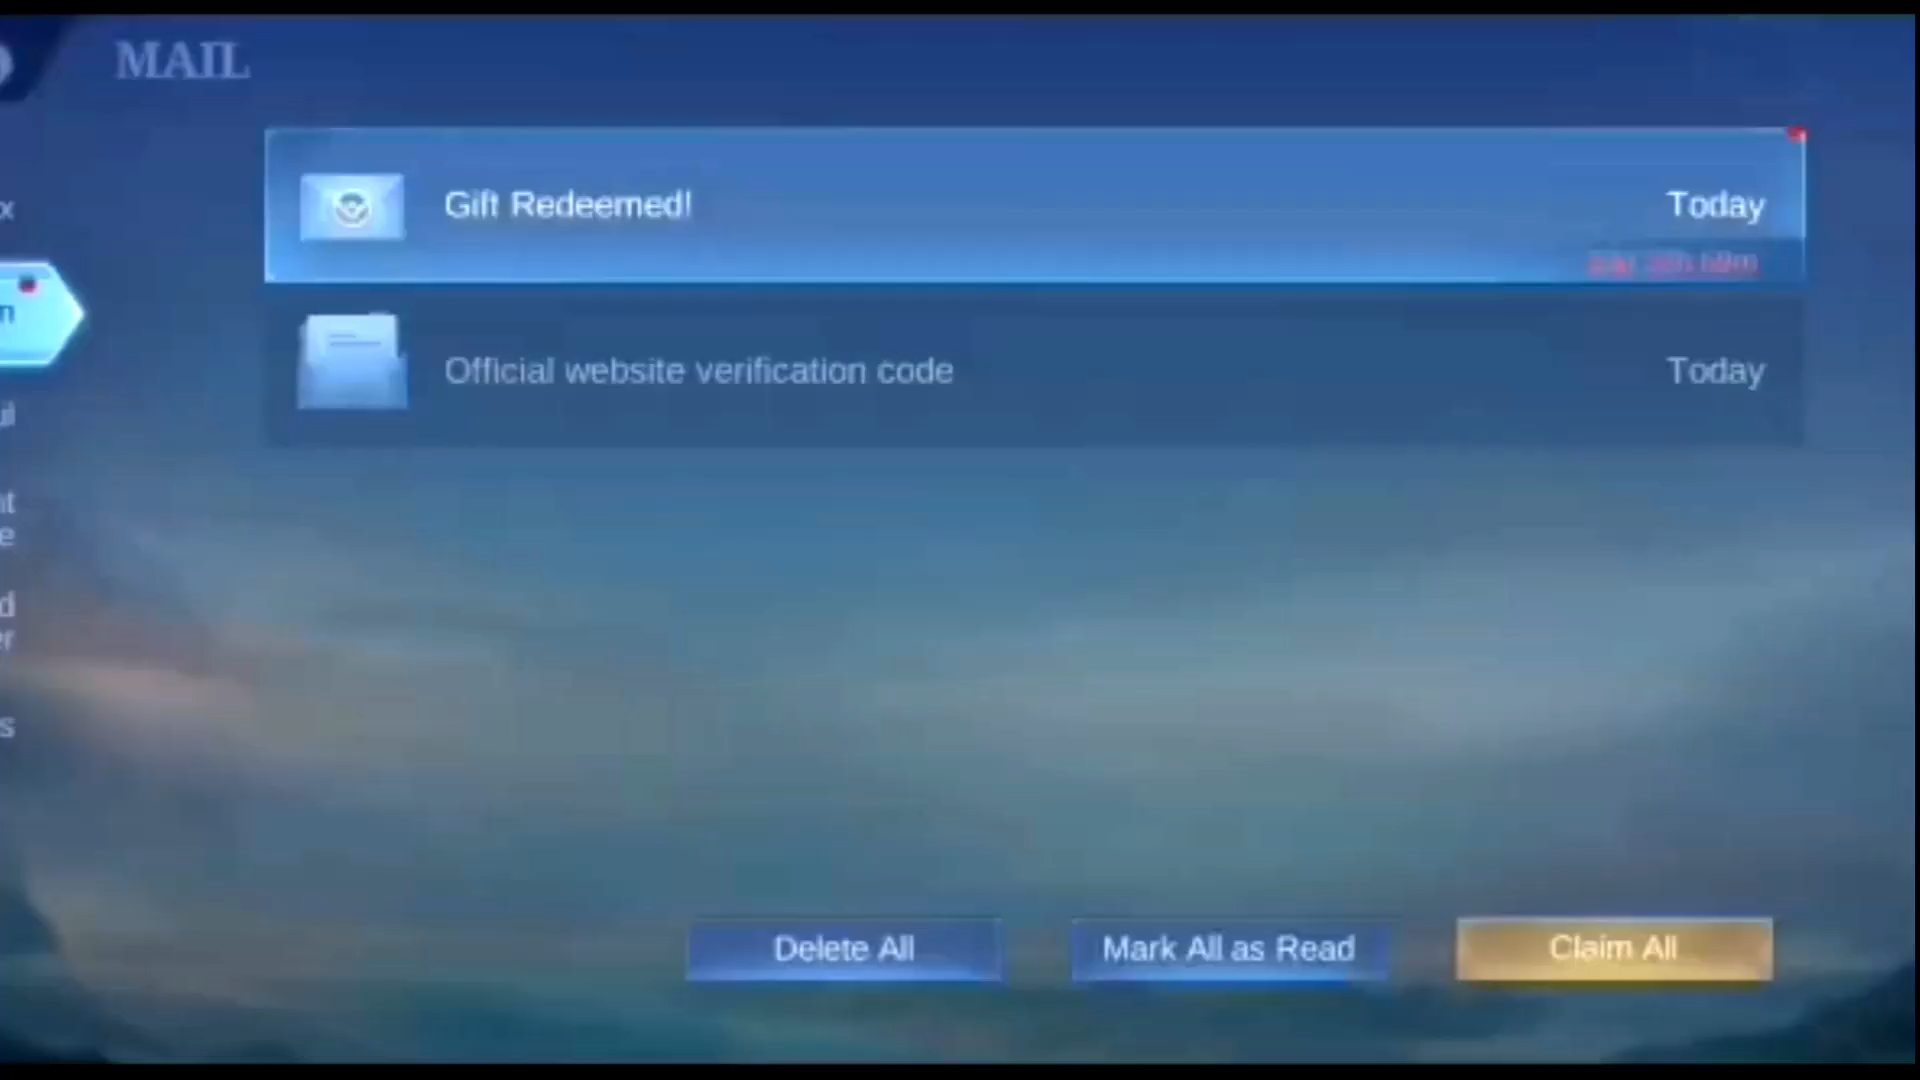 MAIL
Gift Redeemed!
Today
Official website verification code
Today
Delete All
Mark All as Read
Claim All